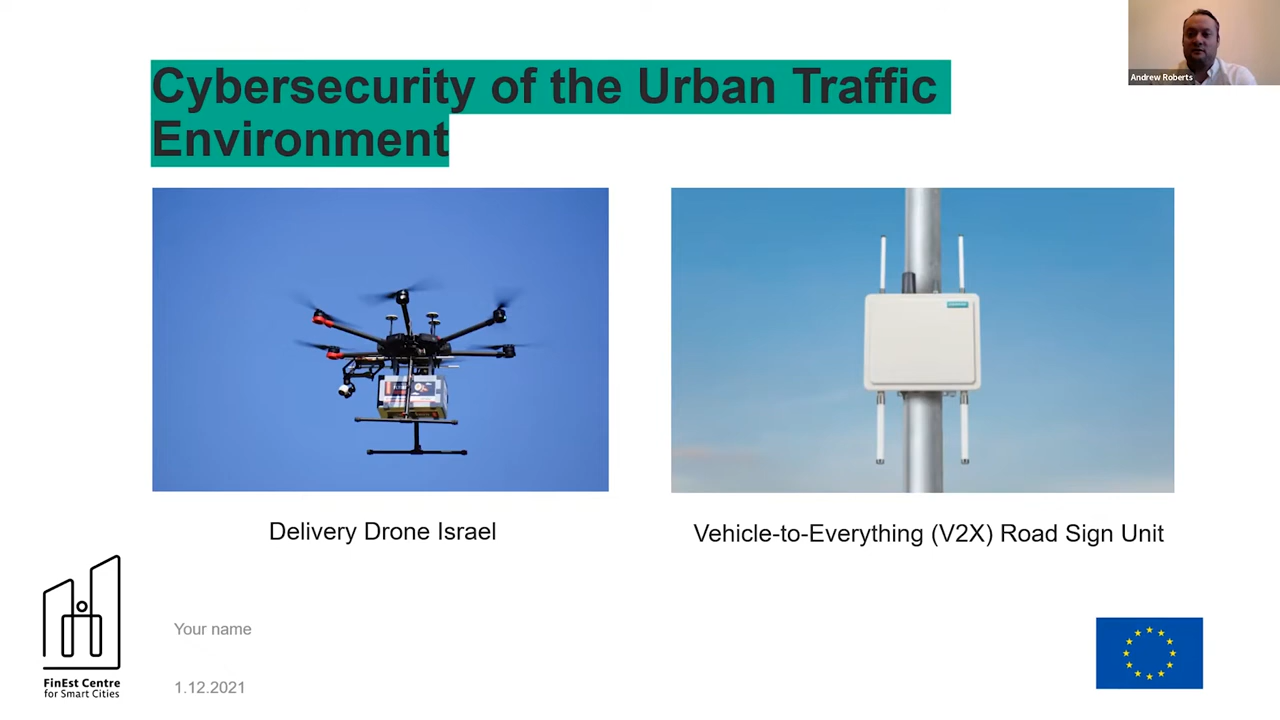 Andrew Roberts
Cybersecurity of the Urban Traffic
Environment
Delivery Drone Israel
Vehicle-to-Everything (V2X) Road Sign Unit
FinEst Centre
for Smart Cities
Your name
1.12.2021